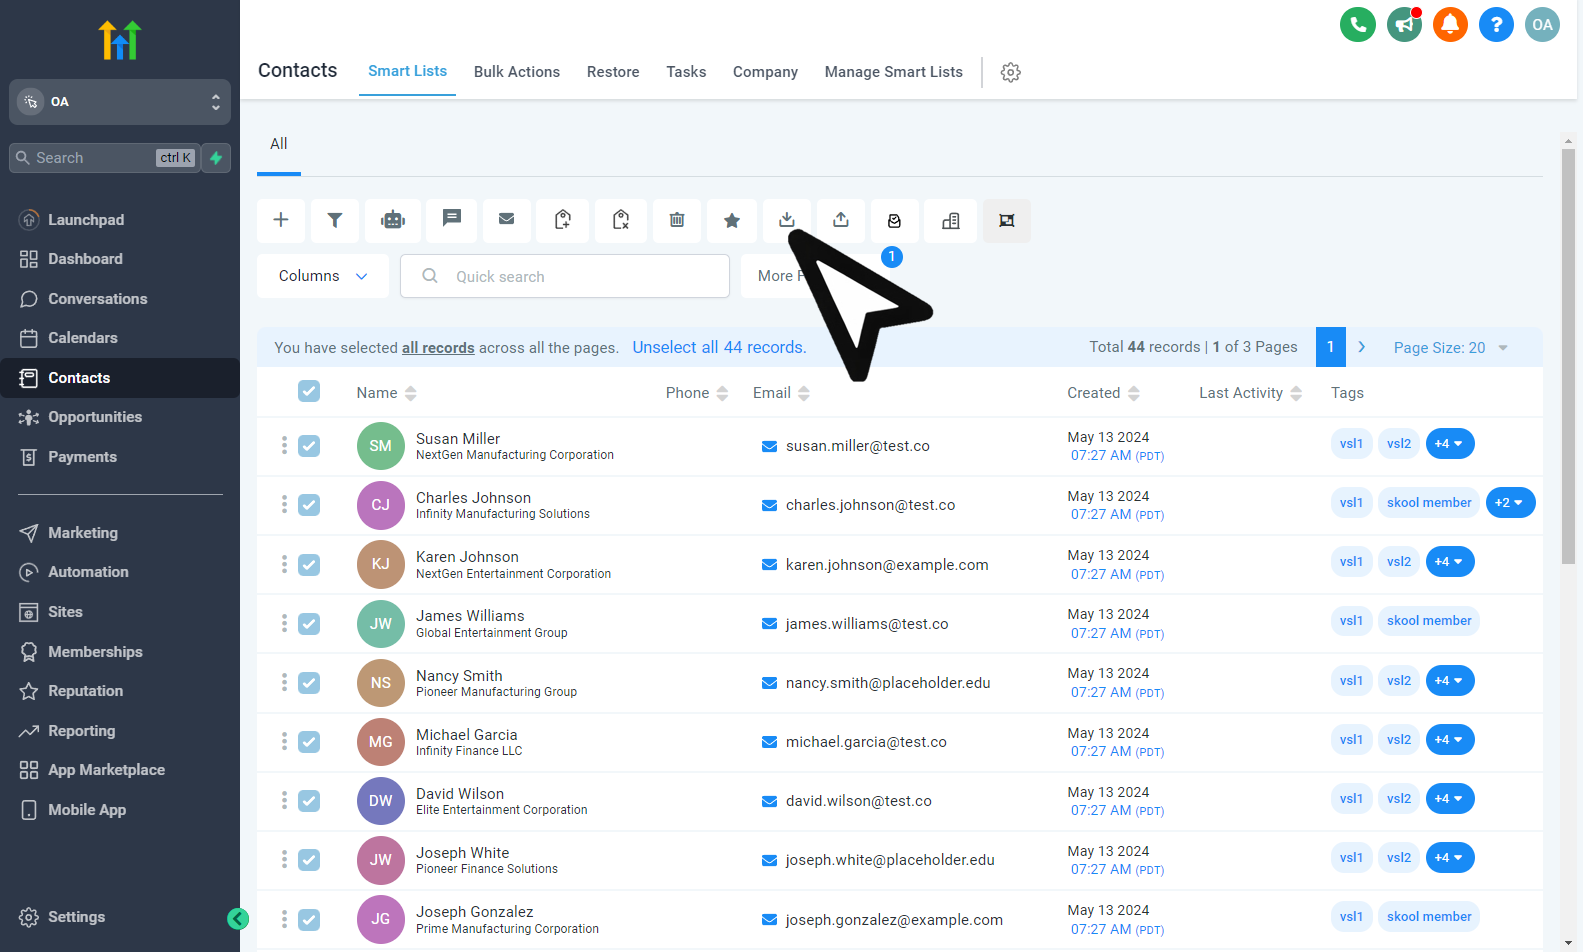 OA
OA
Search ctrl K
Launchpad
Dashboard
Conversations
Calendars
Contacts
Opportunities
Payments
Marketing
Automation
Sites
Memberships
Reputation
Reporting
App Marketplace
Mobile App
Settings
Contacts Smart Lists Bulk Actions Restore Tasks Company Manage Smart Lists
All
1
Columns Quick search More F
You have selected all records across all the pages. Unselect all 44 records. Total 44 records | 1 of 3 Pages 1 Page Size: 20
Name Phone Email Created Last Activity Tags
SM Susan Miller
NextGen Manufacturing Corporation
susan.miller@test.co
May 13 2024
07:27 AM (PDT)
vsl1 vsl2 +4
CJ Charles Johnson
Infinity Manufacturing Solutions
charles.johnson@test.co
May 13 2024
07:27 AM (PDT)
vsl1 skool member +2
KJ Karen Johnson
NextGen Entertainment Corporation
karen.johnson@example.com
May 13 2024
07:27 AM (PDT)
vsl1 vsl2 +4
JW James Williams
Global Entertainment Group
james.williams@test.co
May 13 2024
07:27 AM (PDT)
vsl1 skool member
NS Nancy Smith
Pioneer Manufacturing Group
nancy.smith@placeholder.edu
May 13 2024
07:27 AM (PDT)
vsl1 vsl2 +4
MG Michael Garcia
Infinity Finance LLC
michael.garcia@test.co
May 13 2024
07:27 AM (PDT)
vsl1 vsl2 +4
DW David Wilson
Elite Entertainment Corporation
david.wilson@test.co
May 13 2024
07:27 AM (PDT)
vsl1 vsl2 +4
JW Joseph White
Pioneer Finance Solutions
joseph.white@placeholder.edu
May 13 2024
07:27 AM (PDT)
vsl1 vsl2 +4
JG Joseph Gonzalez
Prime Manufacturing Corporation
joseph.gonzalez@example.com
May 13 2024
07:27 AM (PDT)
vsl1 skool member